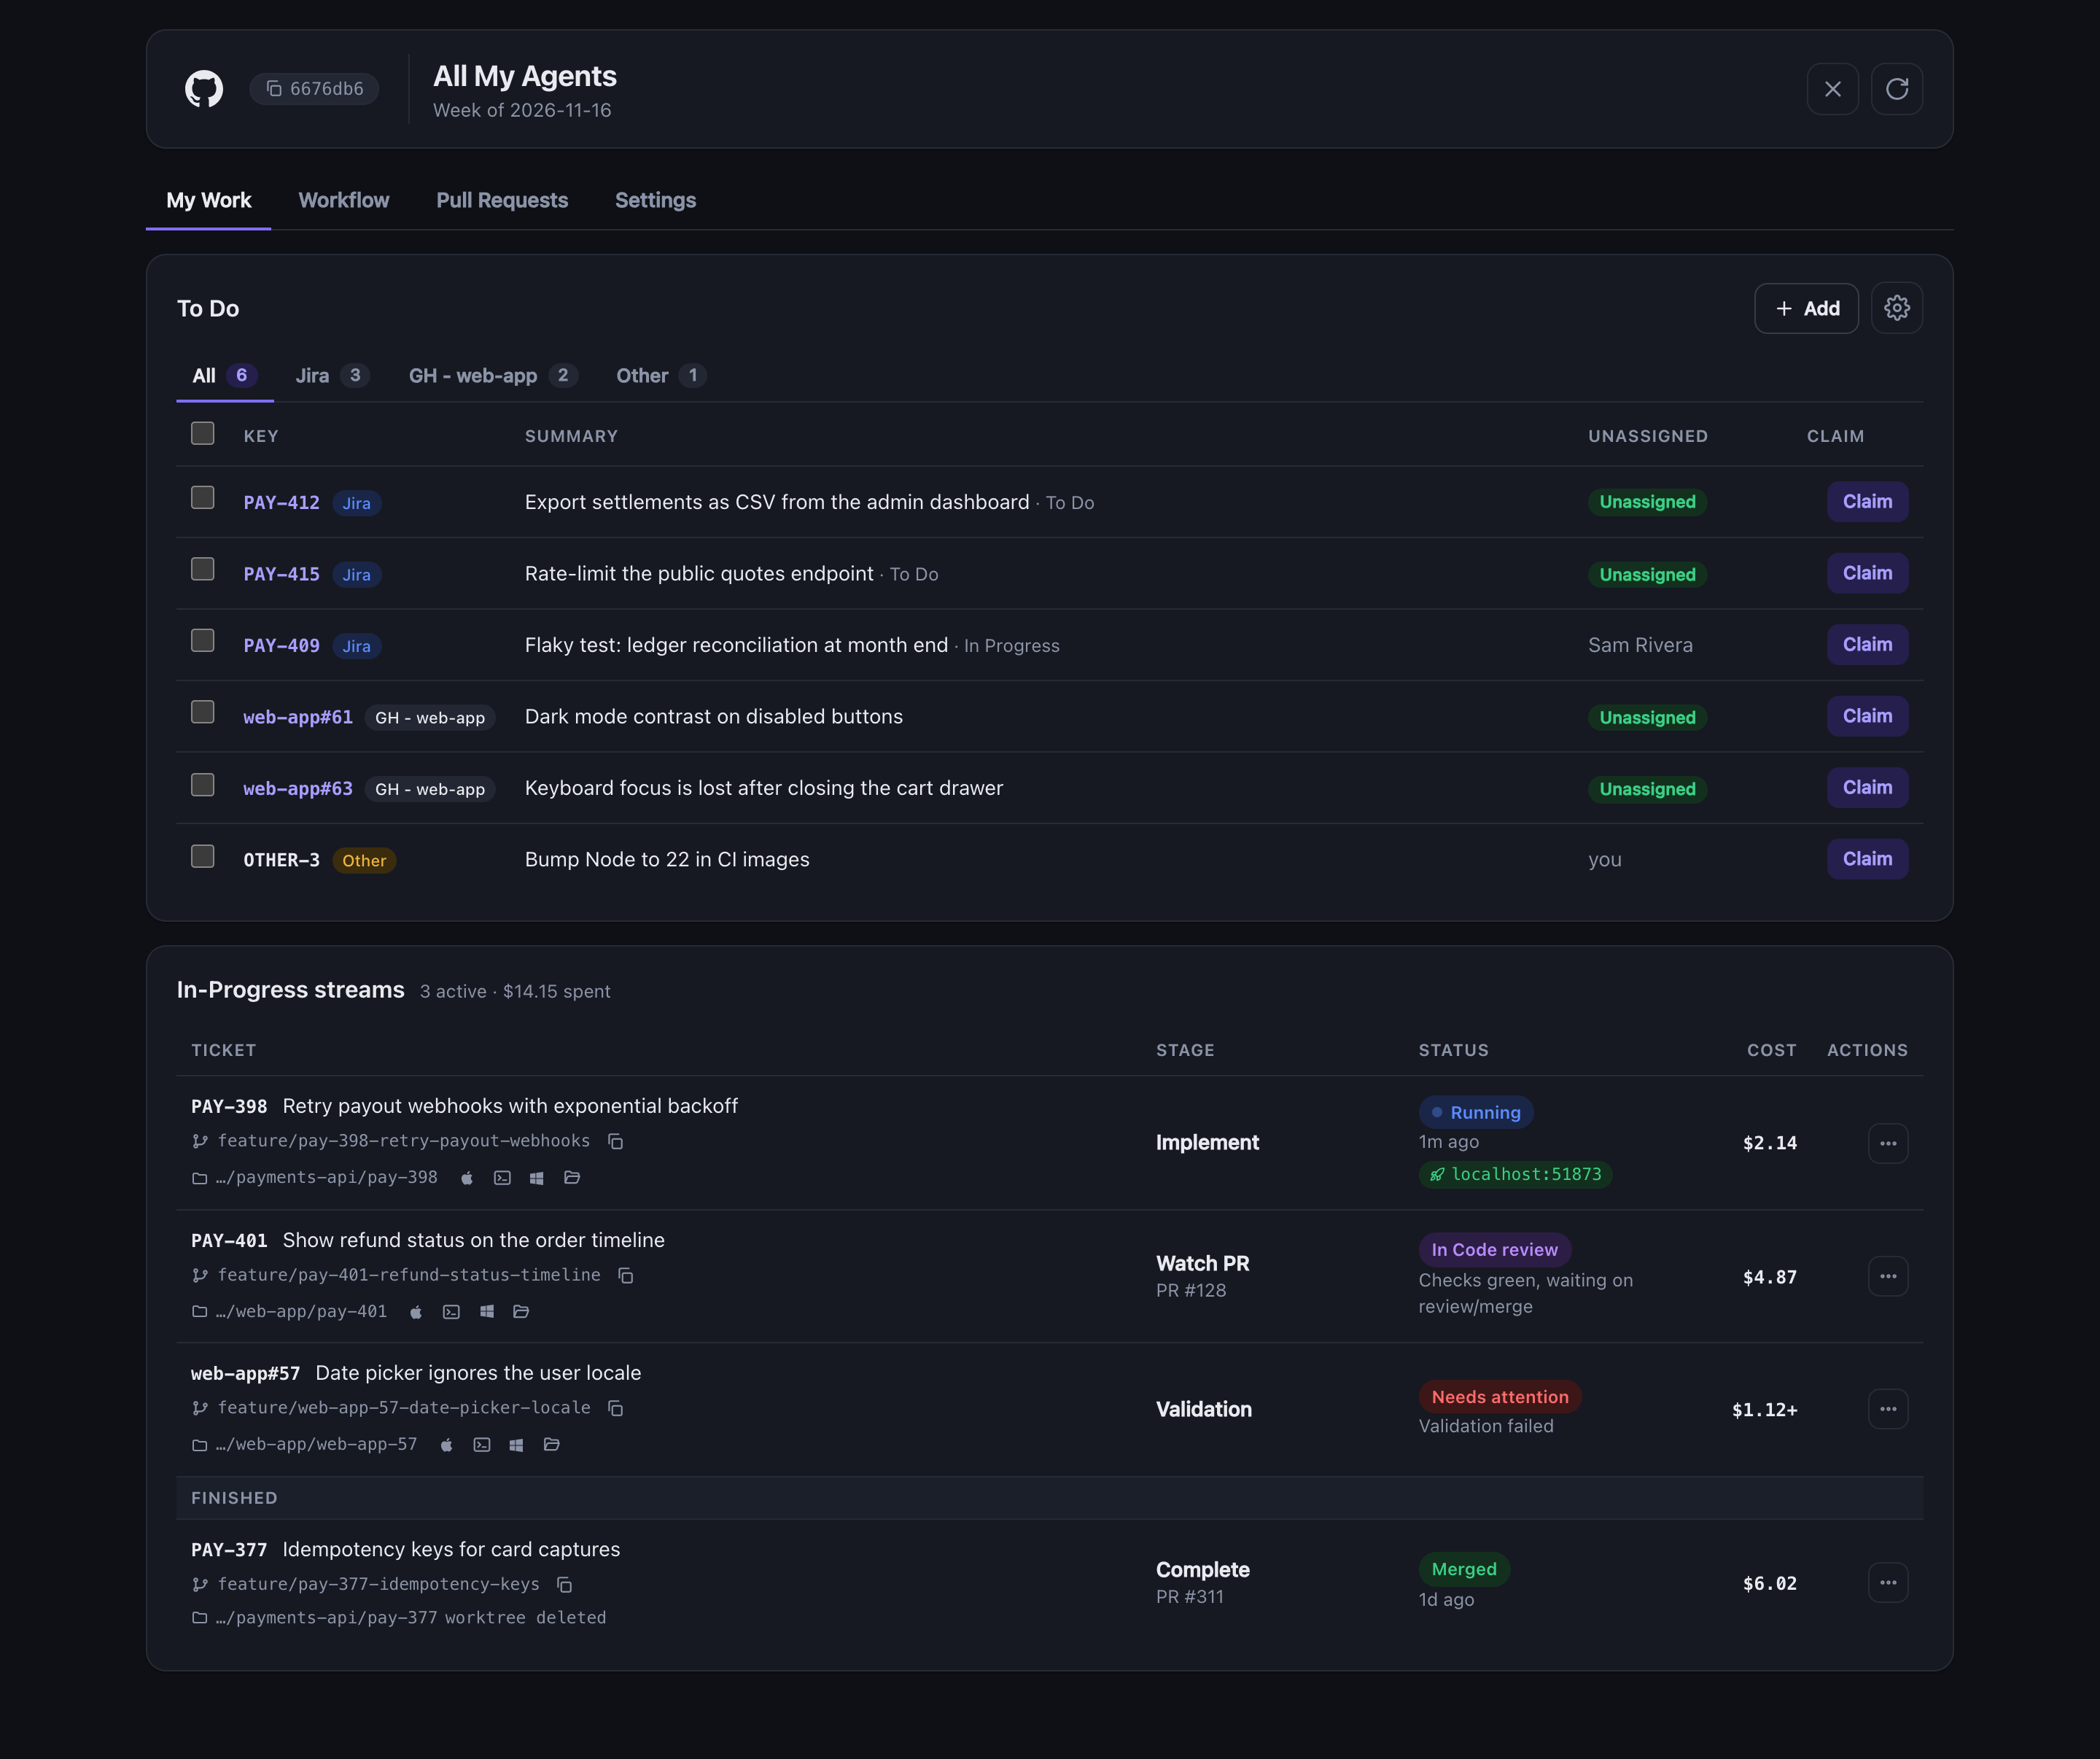 6676db6
All My Agents
Week of 2026-11-16
My Work Workflow Pull Requests Settings
To Do
+ Add
All 6 Jira 3 GH - web-app 2 Other 1
KEY SUMMARY UNASSIGNED CLAIM
PAY-412 Jira Export settlements as CSV from the admin dashboard · To Do Unassigned Claim
PAY-415 Jira Rate-limit the public quotes endpoint · To Do Unassigned Claim
PAY-409 Jira Flaky test: ledger reconciliation at month end · In Progress Sam Rivera Claim
web-app#61 GH - web-app Dark mode contrast on disabled buttons Unassigned Claim
web-app#63 GH - web-app Keyboard focus is lost after closing the cart drawer Unassigned Claim
OTHER-3 Other Bump Node to 22 in CI images you Claim
In-Progress streams 3 active · $14.15 spent
TICKET STAGE STATUS COST ACTIONS
PAY-398 Retry payout webhooks with exponential backoff
feature/pay-398-retry-payout-webhooks
…/payments-api/pay-398
Implement
Running
1m ago
localhost:51873
$2.14
PAY-401 Show refund status on the order timeline
feature/pay-401-refund-status-timeline
…/web-app/pay-401
Watch PR
PR #128
In Code review
Checks green, waiting on
review/merge
$4.87
web-app#57 Date picker ignores the user locale
feature/web-app-57-date-picker-locale
…/web-app/web-app-57
Validation
Needs attention
Validation failed
$1.12+
FINISHED
PAY-377 Idempotency keys for card captures
feature/pay-377-idempotency-keys
…/payments-api/pay-377 worktree deleted
Complete
PR #311
Merged
1d ago
$6.02